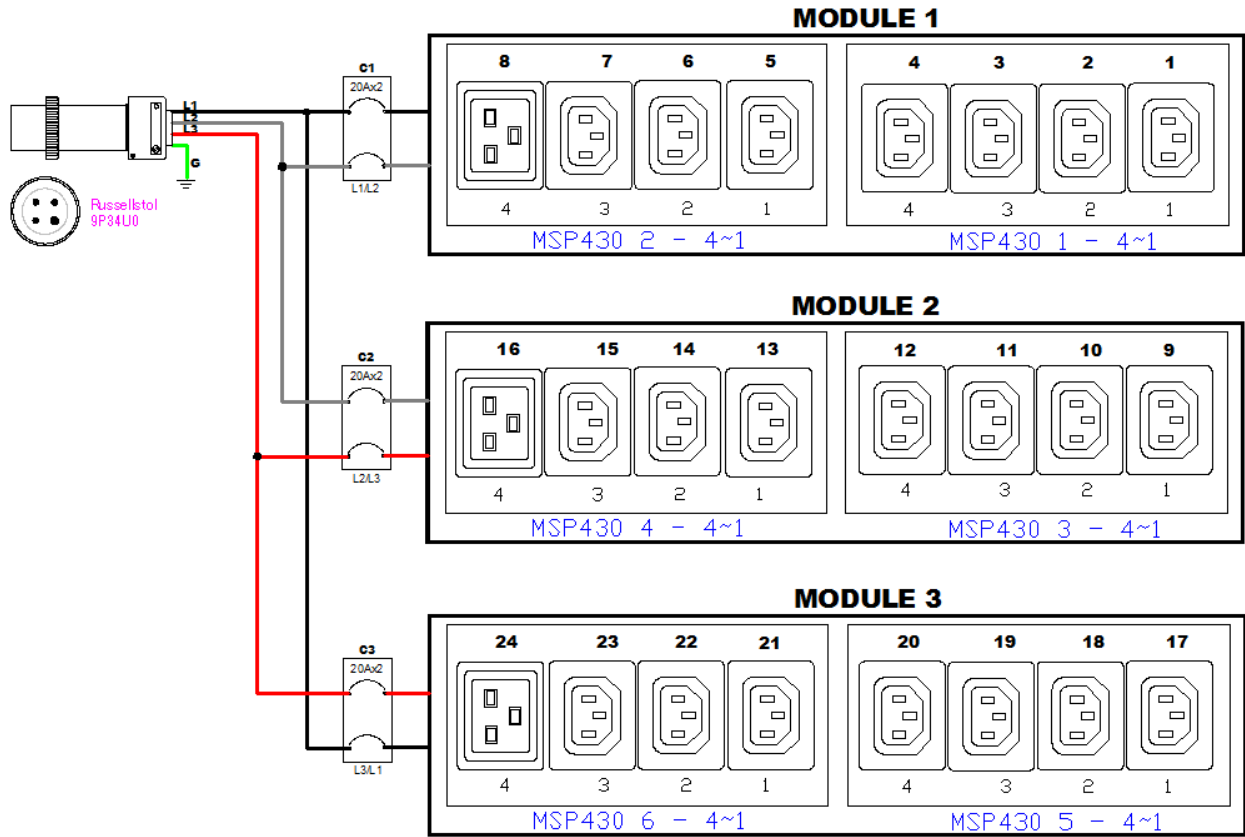 MODULE 1
8 7 6 5 4 3 2 1
C1
20Ax2
L1
L2
L3
G
L1/L2
Russellstol
9P34U0
4 3 2 1 4 3 2 1
MSP430 2 - 4~1 MSP430 1 - 4~1
MODULE 2
16 15 14 13 12 11 10 9
C2
20Ax2
L2/L3
4 3 2 1 4 3 2 1
MSP430 4 - 4~1 MSP430 3 - 4~1
MODULE 3
24 23 22 21 20 19 18 17
C3
20Ax2
L3/L1
4 3 2 1 4 3 2 1
MSP430 6 - 4~1 MSP430 5 - 4~1